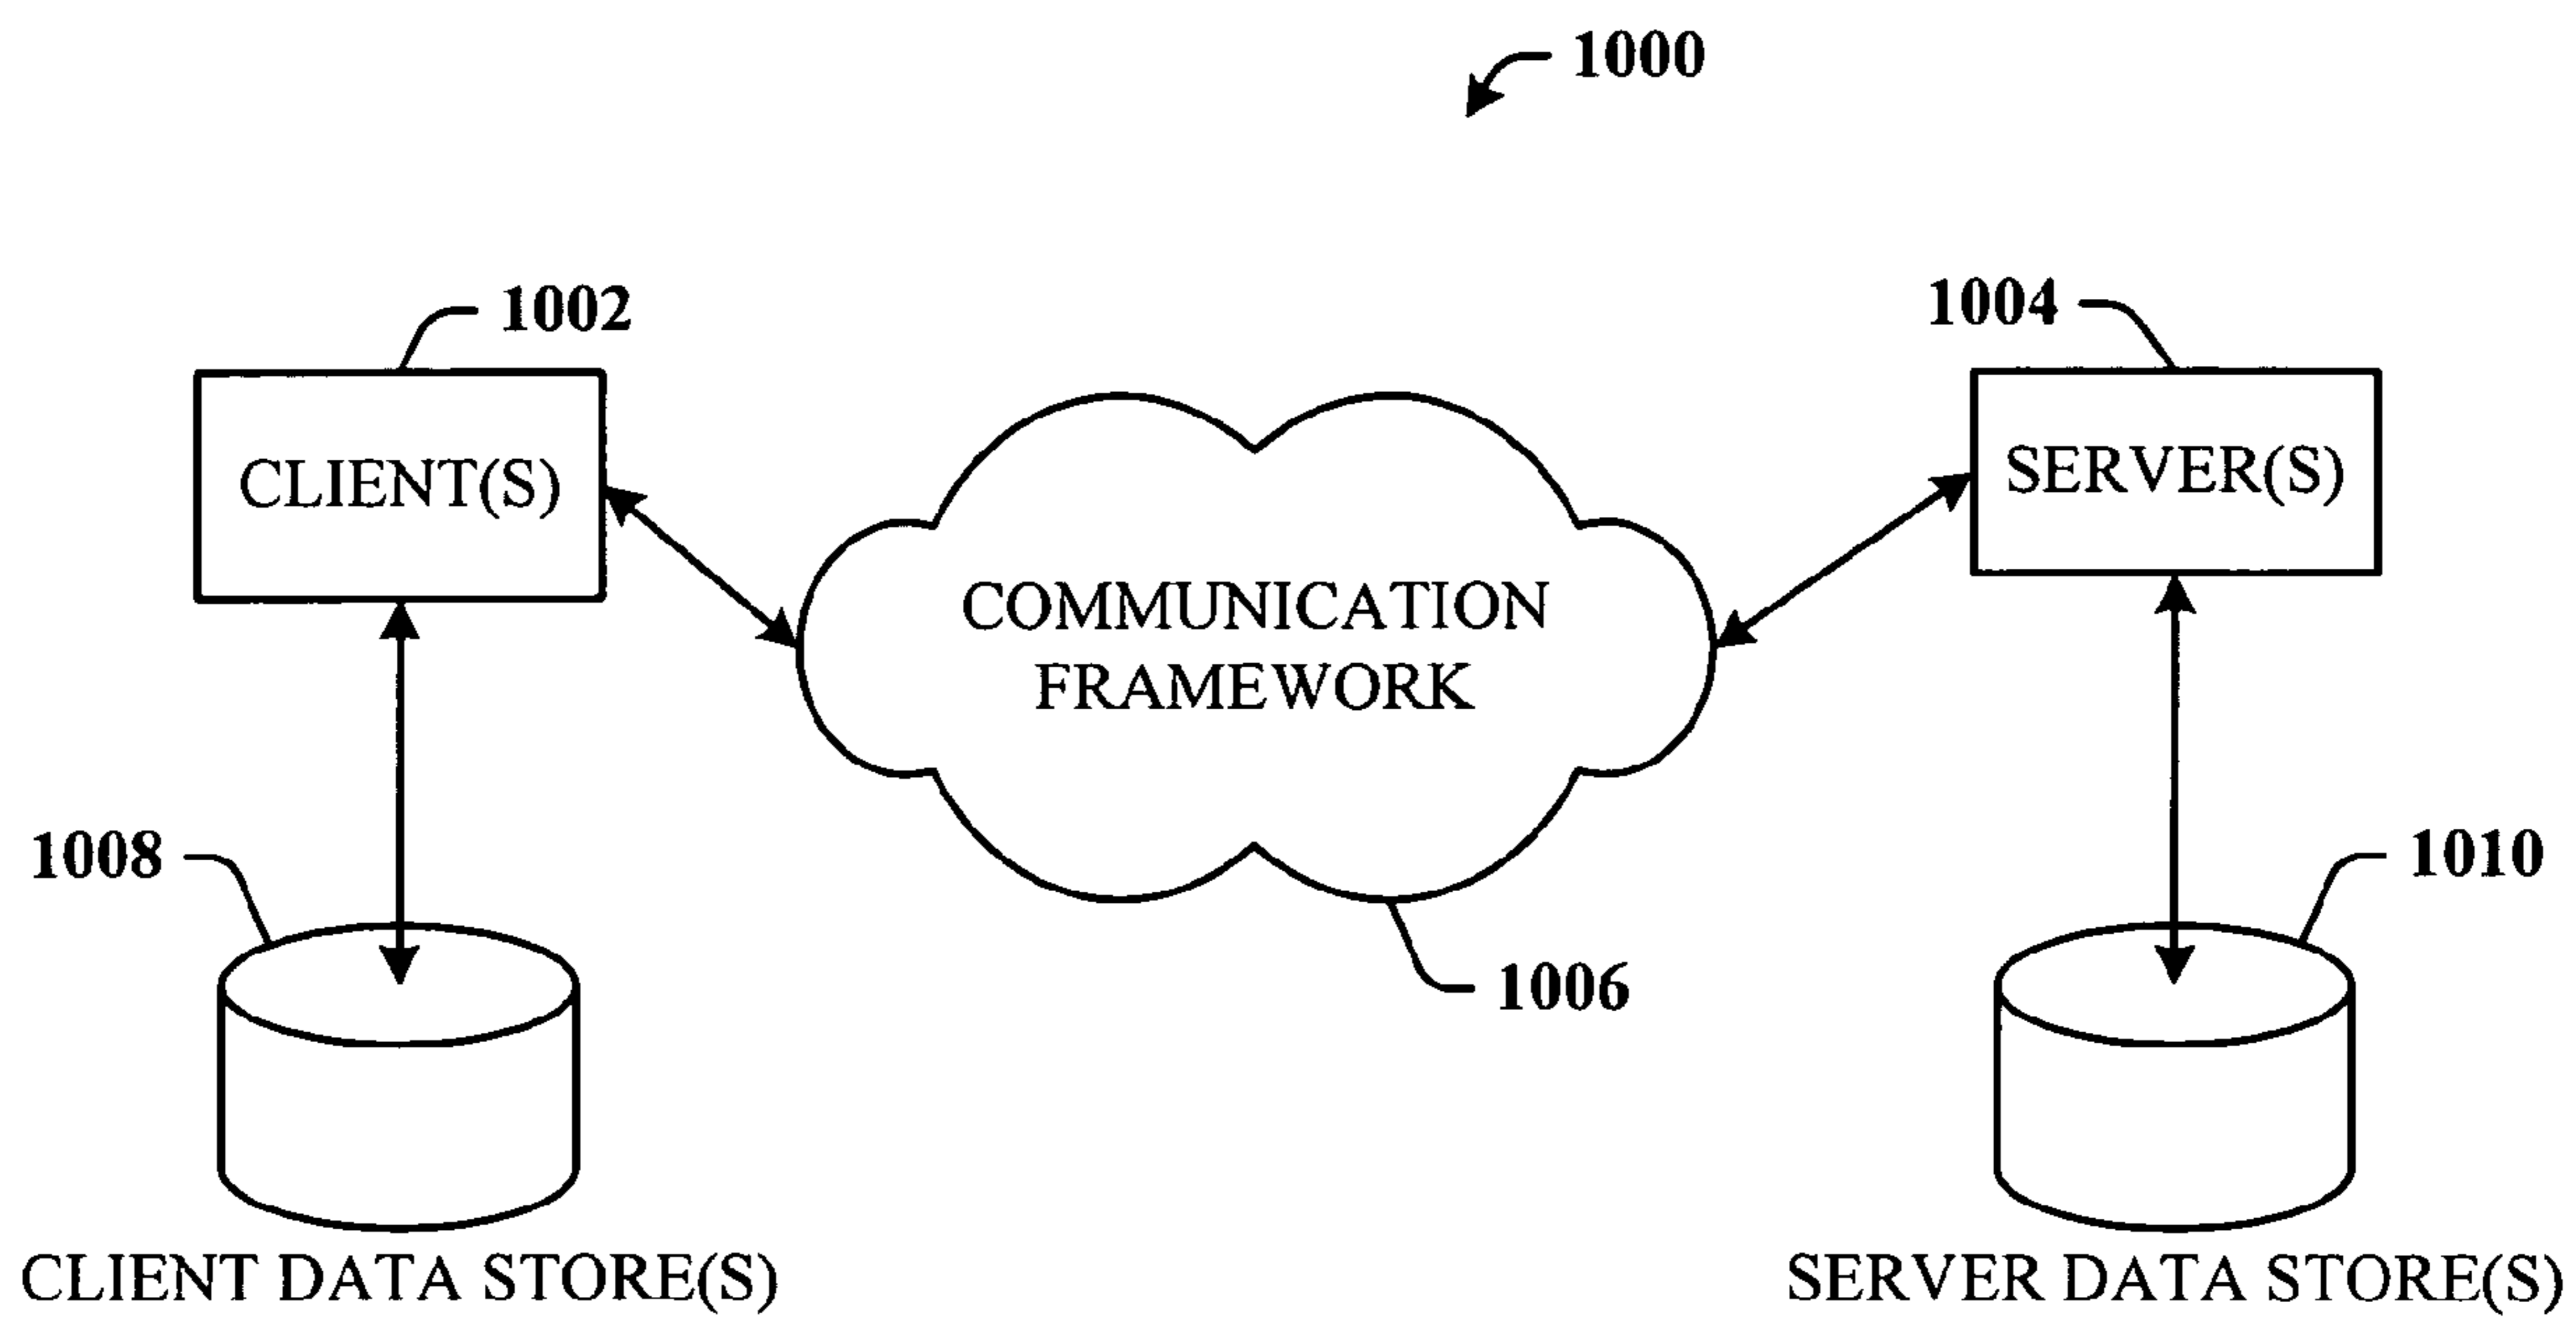 1000
1002
1004
CLIENT(S)
SERVER(S)
COMMUNICATION
FRAMEWORK
1008
1010
1006
CLIENT DATA STORE(S)
SERVER DATA STORE(S)